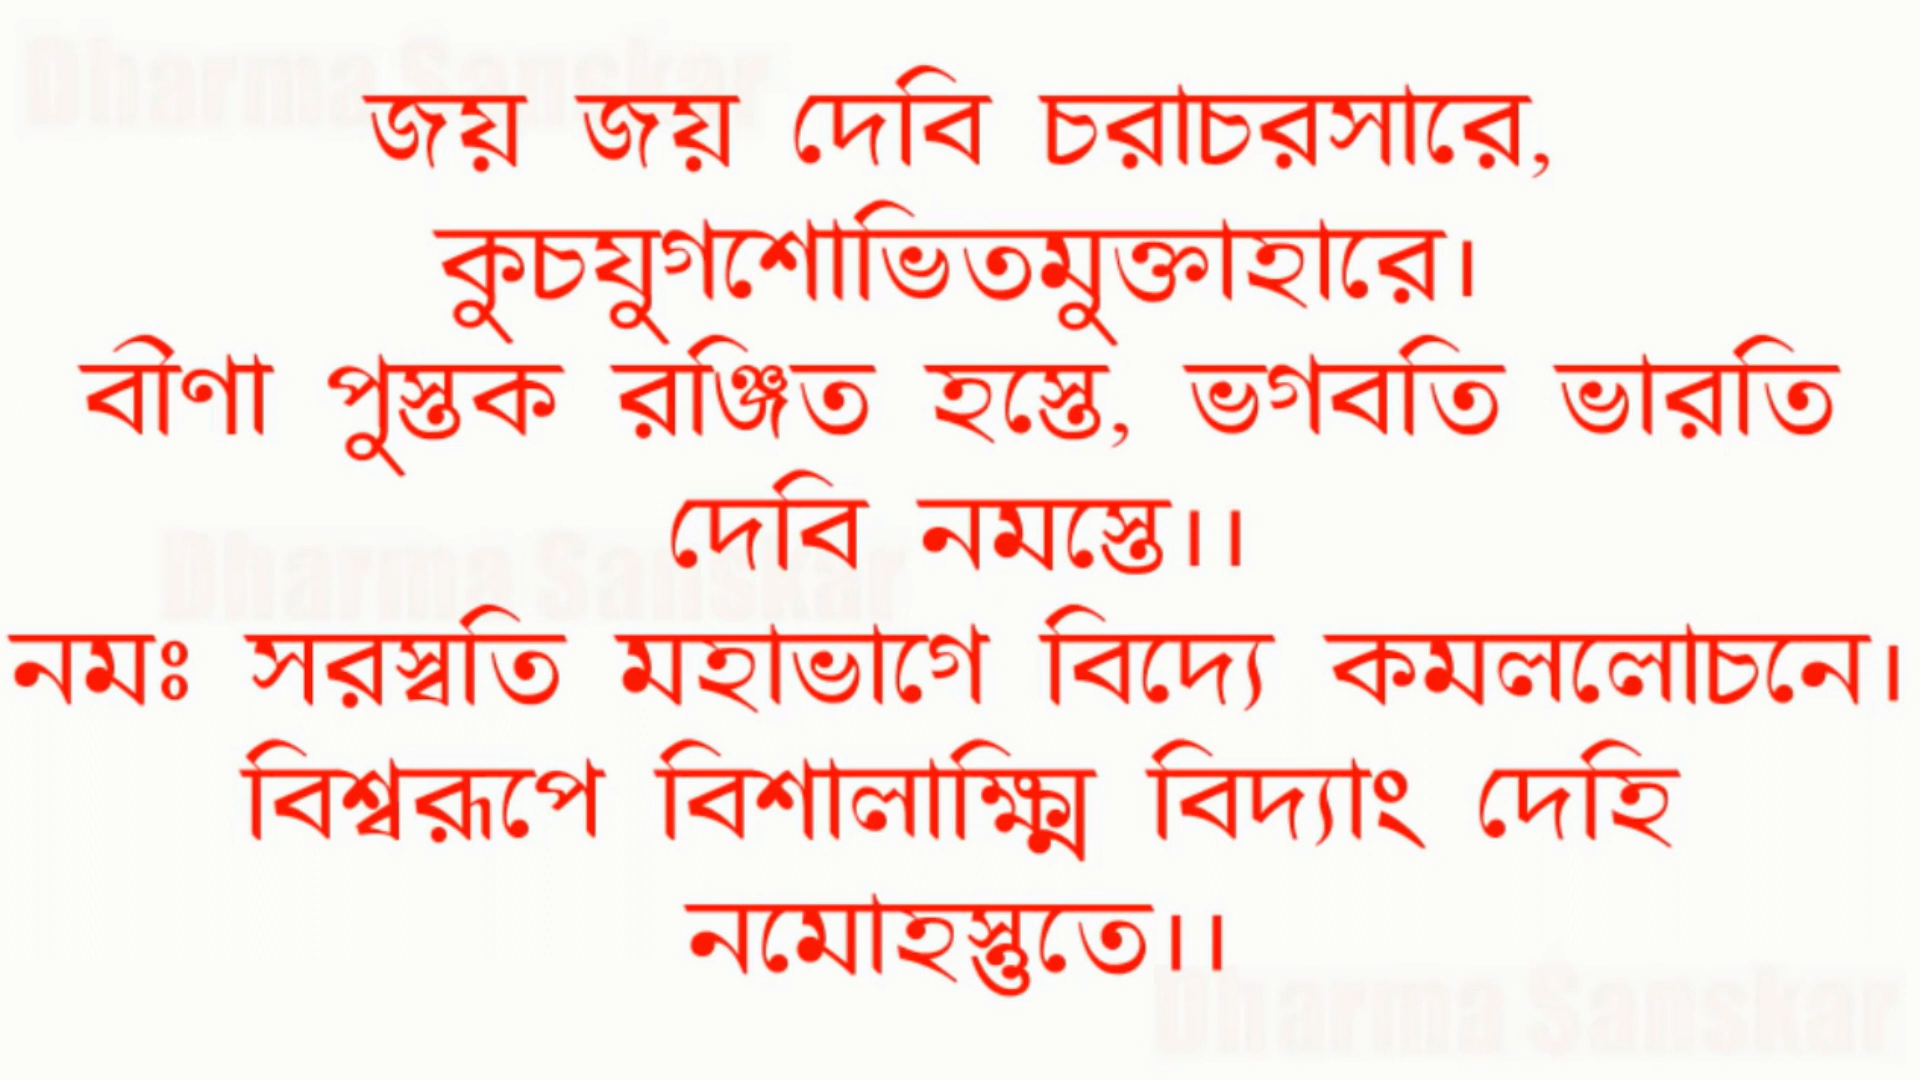 Dharma Sanskar
জয় জয় দেবি চরাচরসারে,
কুচযুগশোভিতমুক্তাহারে।
বীণা পুস্তক রঞ্জিত হস্তে, ভগবতি ভারতি
দেবি নমস্তে।।
Dharma Sanskar
নমঃ সরস্বতি মহাভাগে বিদ্যে কমললোচনে।
বিশ্বরূপে বিশালাক্ষ্মি বিদ্যাং দেহি
নমোহস্তুতে।।
Dharma Sanskar